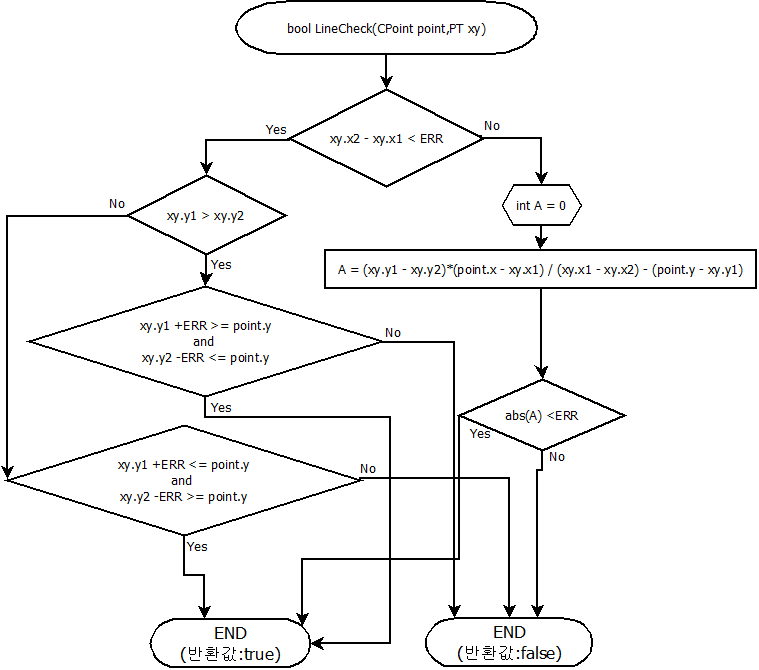 bool LineCheck(CPoint point,PT xy)
xy.x2 - xy.x1 < ERR
Yes
No
xy.y1 > xy.y2
No
Yes
int A = 0
A = (xy.y1 - xy.y2)*(point.x - xy.x1) / (xy.x1 - xy.x2) - (point.y - xy.y1)
xy.y1 +ERR >= point.y
and
xy.y2 -ERR <= point.y
No
Yes
abs(A) <ERR
Yes
No
xy.y1 +ERR <= point.y
and
xy.y2 -ERR >= point.y
No
Yes
END
(반환값:true)
END
(반환값:false)